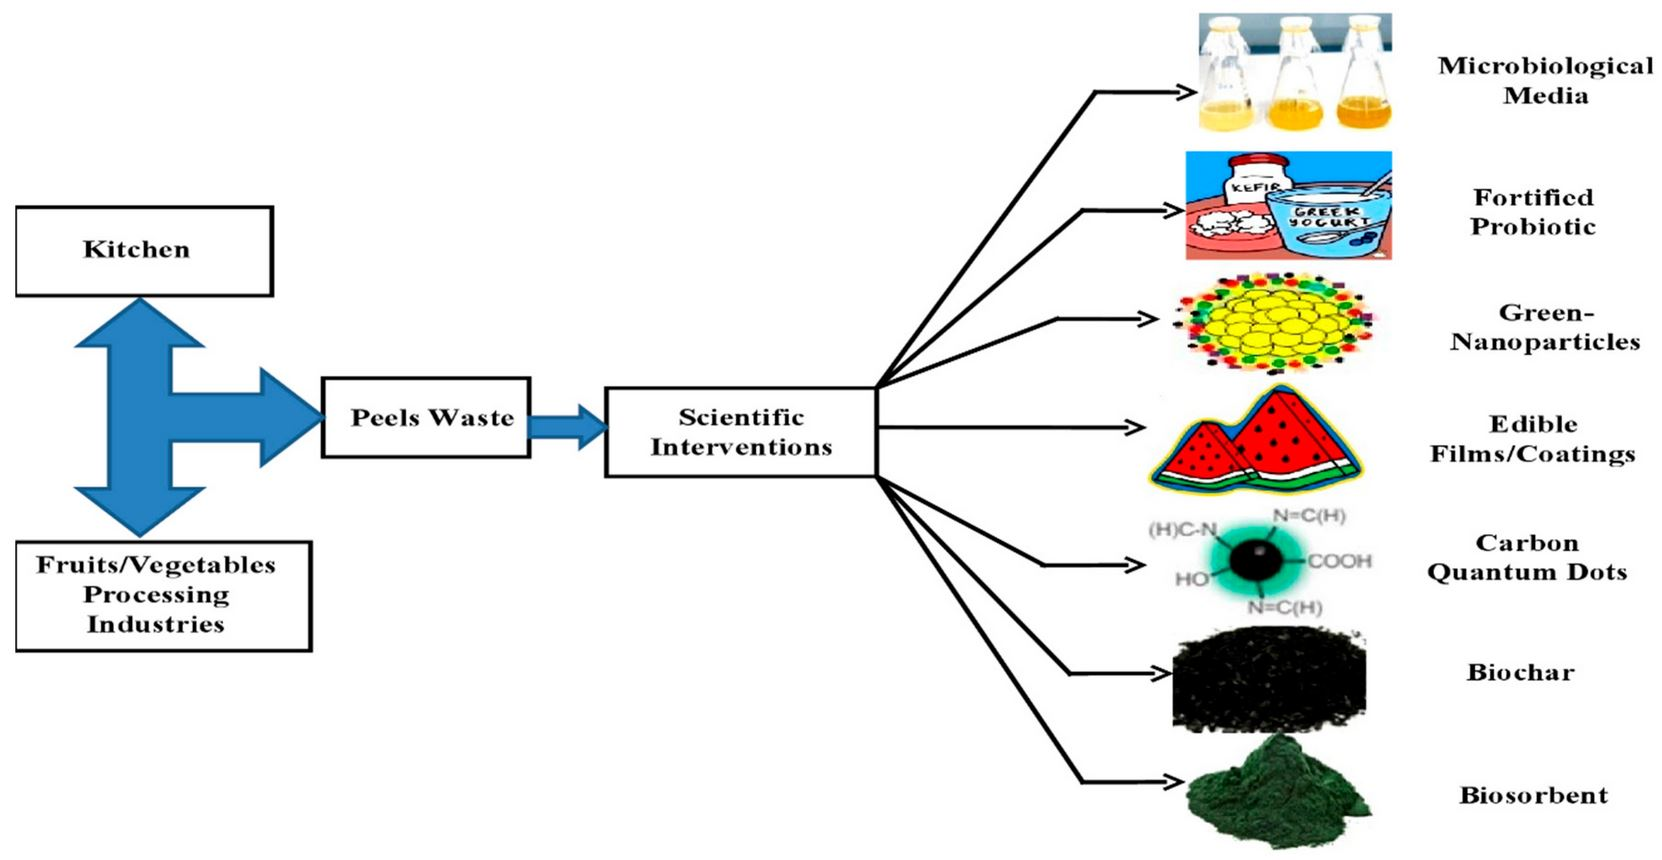 Kitchen
Fruits/Vegetables
Processing
Industries
Peels Waste
Scientific
Interventions
Microbiological
Media
KEFIR
GREEK
YOGURT
Fortified
Probiotic
Green-
Nanoparticles
Edible
Films/Coatings
N=C(H)
(H)C-N
COOH
HO
N=C(H)
Carbon
Quantum Dots
Biochar
Biosorbent